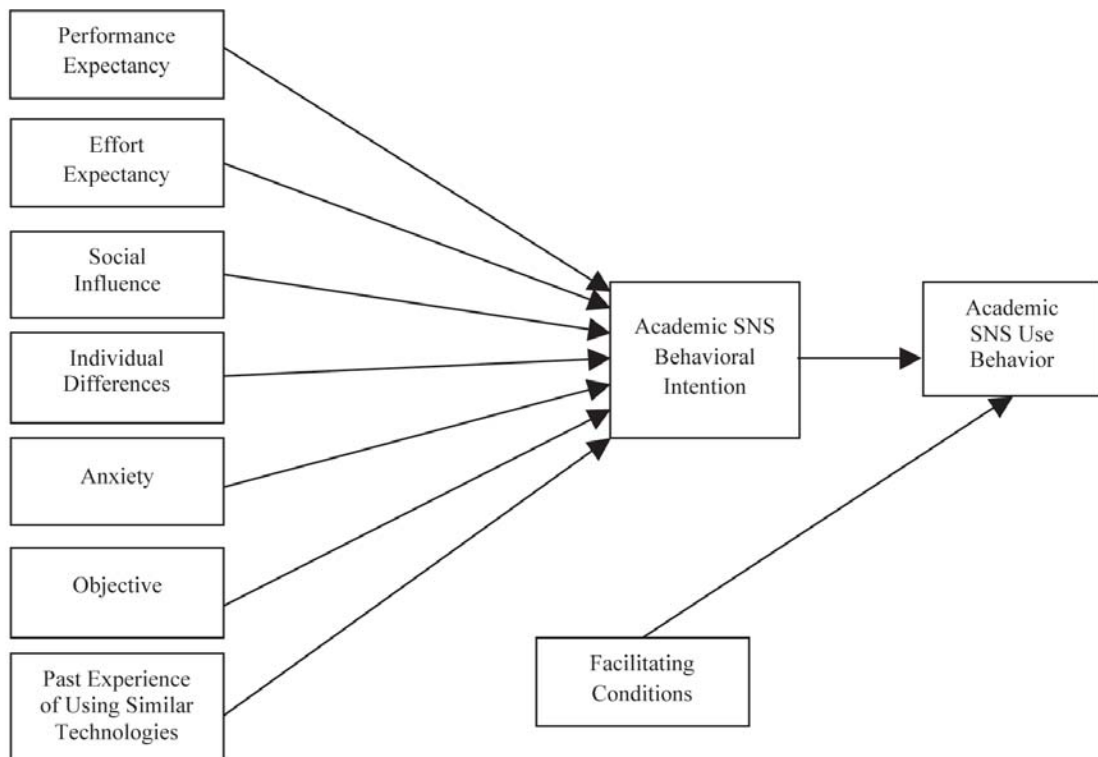 Performance
Expectancy
Effort
Expectancy
Social
Influence
Individual
Differences
Anxiety
Objective
Past Experience
of Using Similar
Technologies
Academic SNS
Behavioral
Intention
Academic
SNS Use
Behavior
Facilitating
Conditions